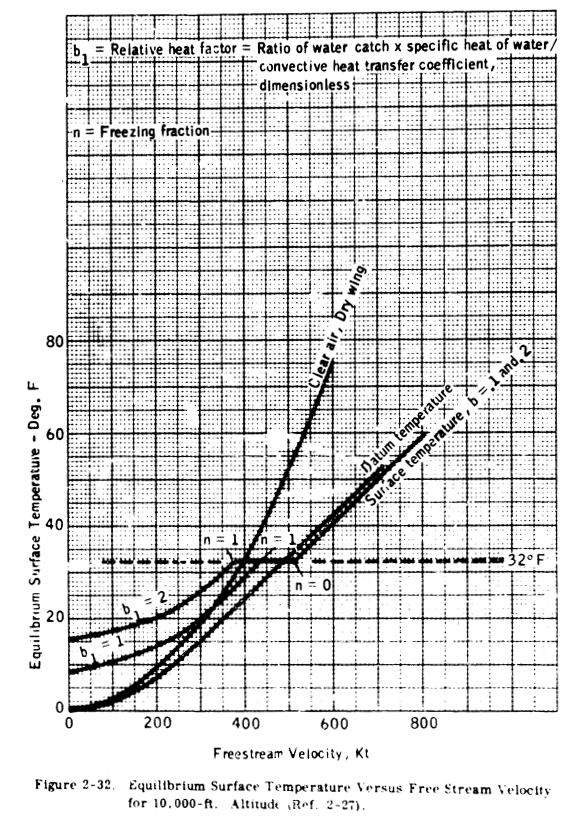 b1 = Relative heat factor = Ratio of water catch x specific heat of water/
convective heat transfer coefficient,
dimensionless
n = Freezing fraction
Clear air, Dry wing
Datum temperature
Surface temperature, b = .1 and .2
n = 1
n = 1
32°F
n = 0
b1 = 2
b1 = 1
80
60
40
20
0
Equilibrium Surface Temperature - Deg. F
0 200 400 600 800
Freestream Velocity, Kt
Figure 2-32. Equilibrium Surface Temperature Versus Free Stream Velocity
for 10,000-ft. Altitude (Ref. 2-27).